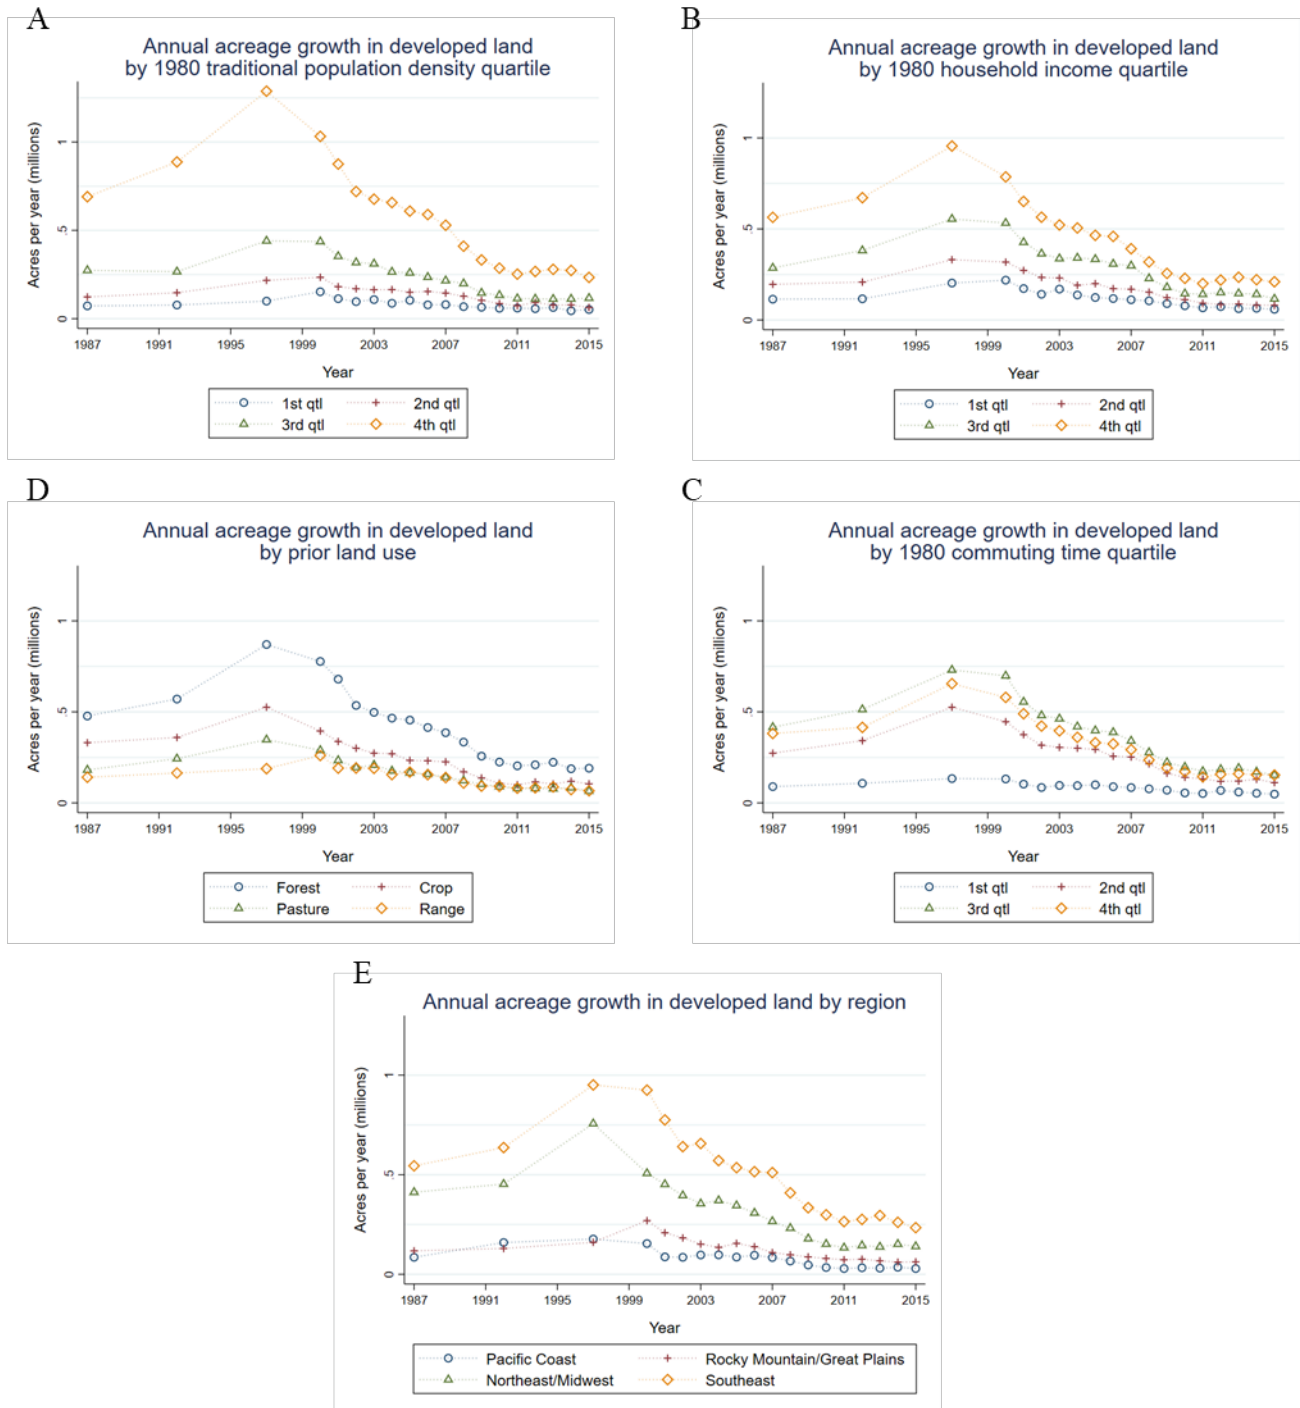 A
Annual acreage growth in developed land
by 1980 traditional population density quartile
Acres per year (millions)
1
.5
0
1987 1991 1995 1999 2003 2007 2011 2015
Year
1st qtl 2nd qtl
3rd qtl 4th qtl
B
Annual acreage growth in developed land
by 1980 household income quartile
Acres per year (millions)
1
.5
0
1987 1991 1995 1999 2003 2007 2011 2015
Year
1st qtl 2nd qtl
3rd qtl 4th qtl
D
Annual acreage growth in developed land
by prior land use
Acres per year (millions)
1
.5
0
1987 1991 1995 1999 2003 2007 2011 2015
Year
Forest Crop
Pasture Range
C
Annual acreage growth in developed land
by 1980 commuting time quartile
Acres per year (millions)
1
.5
0
1987 1991 1995 1999 2003 2007 2011 2015
Year
1st qtl 2nd qtl
3rd qtl 4th qtl
E
Annual acreage growth in developed land by region
Acres per year (millions)
1
.5
0
1987 1991 1995 1999 2003 2007 2011 2015
Year
Pacific Coast Rocky Mountain/Great Plains
Northeast/Midwest Southeast